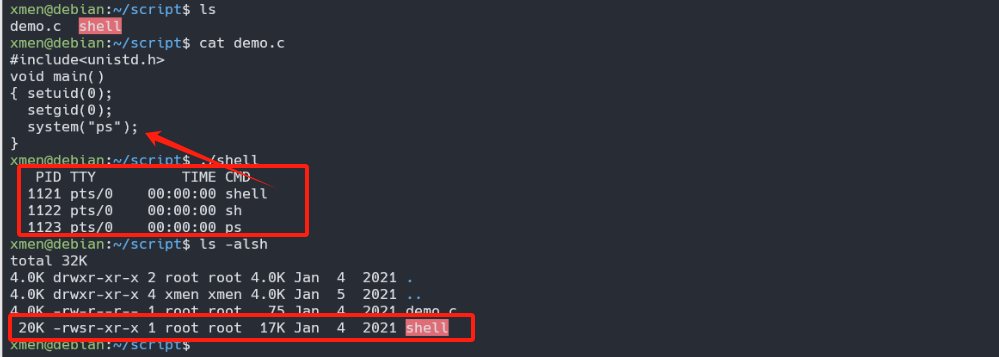 xmen@debian:~/script$ ls
demo.c  shell
xmen@debian:~/script$ cat demo.c
#include<unistd.h>
void main()
{ setuid(0);
  setgid(0);
  system("ps");
}
xmen@debian:~/script$ ./shell
   PID TTY          TIME CMD
  1121 pts/0    00:00:00 shell
  1122 pts/0    00:00:00 sh
  1123 pts/0    00:00:00 ps
xmen@debian:~/script$ ls -alsh
total 32K
4.0K drwxr-xr-x 2 root root 4.0K Jan  4  2021 .
4.0K drwxr-xr-x 4 xmen xmen 4.0K Jan  5  2021 ..
4.0K -rw-r--r-- 1 root root   75 Jan  4  2021 demo.c
 20K -rwsr-xr-x 1 root root  17K Jan  4  2021 shell
xmen@debian:~/script$